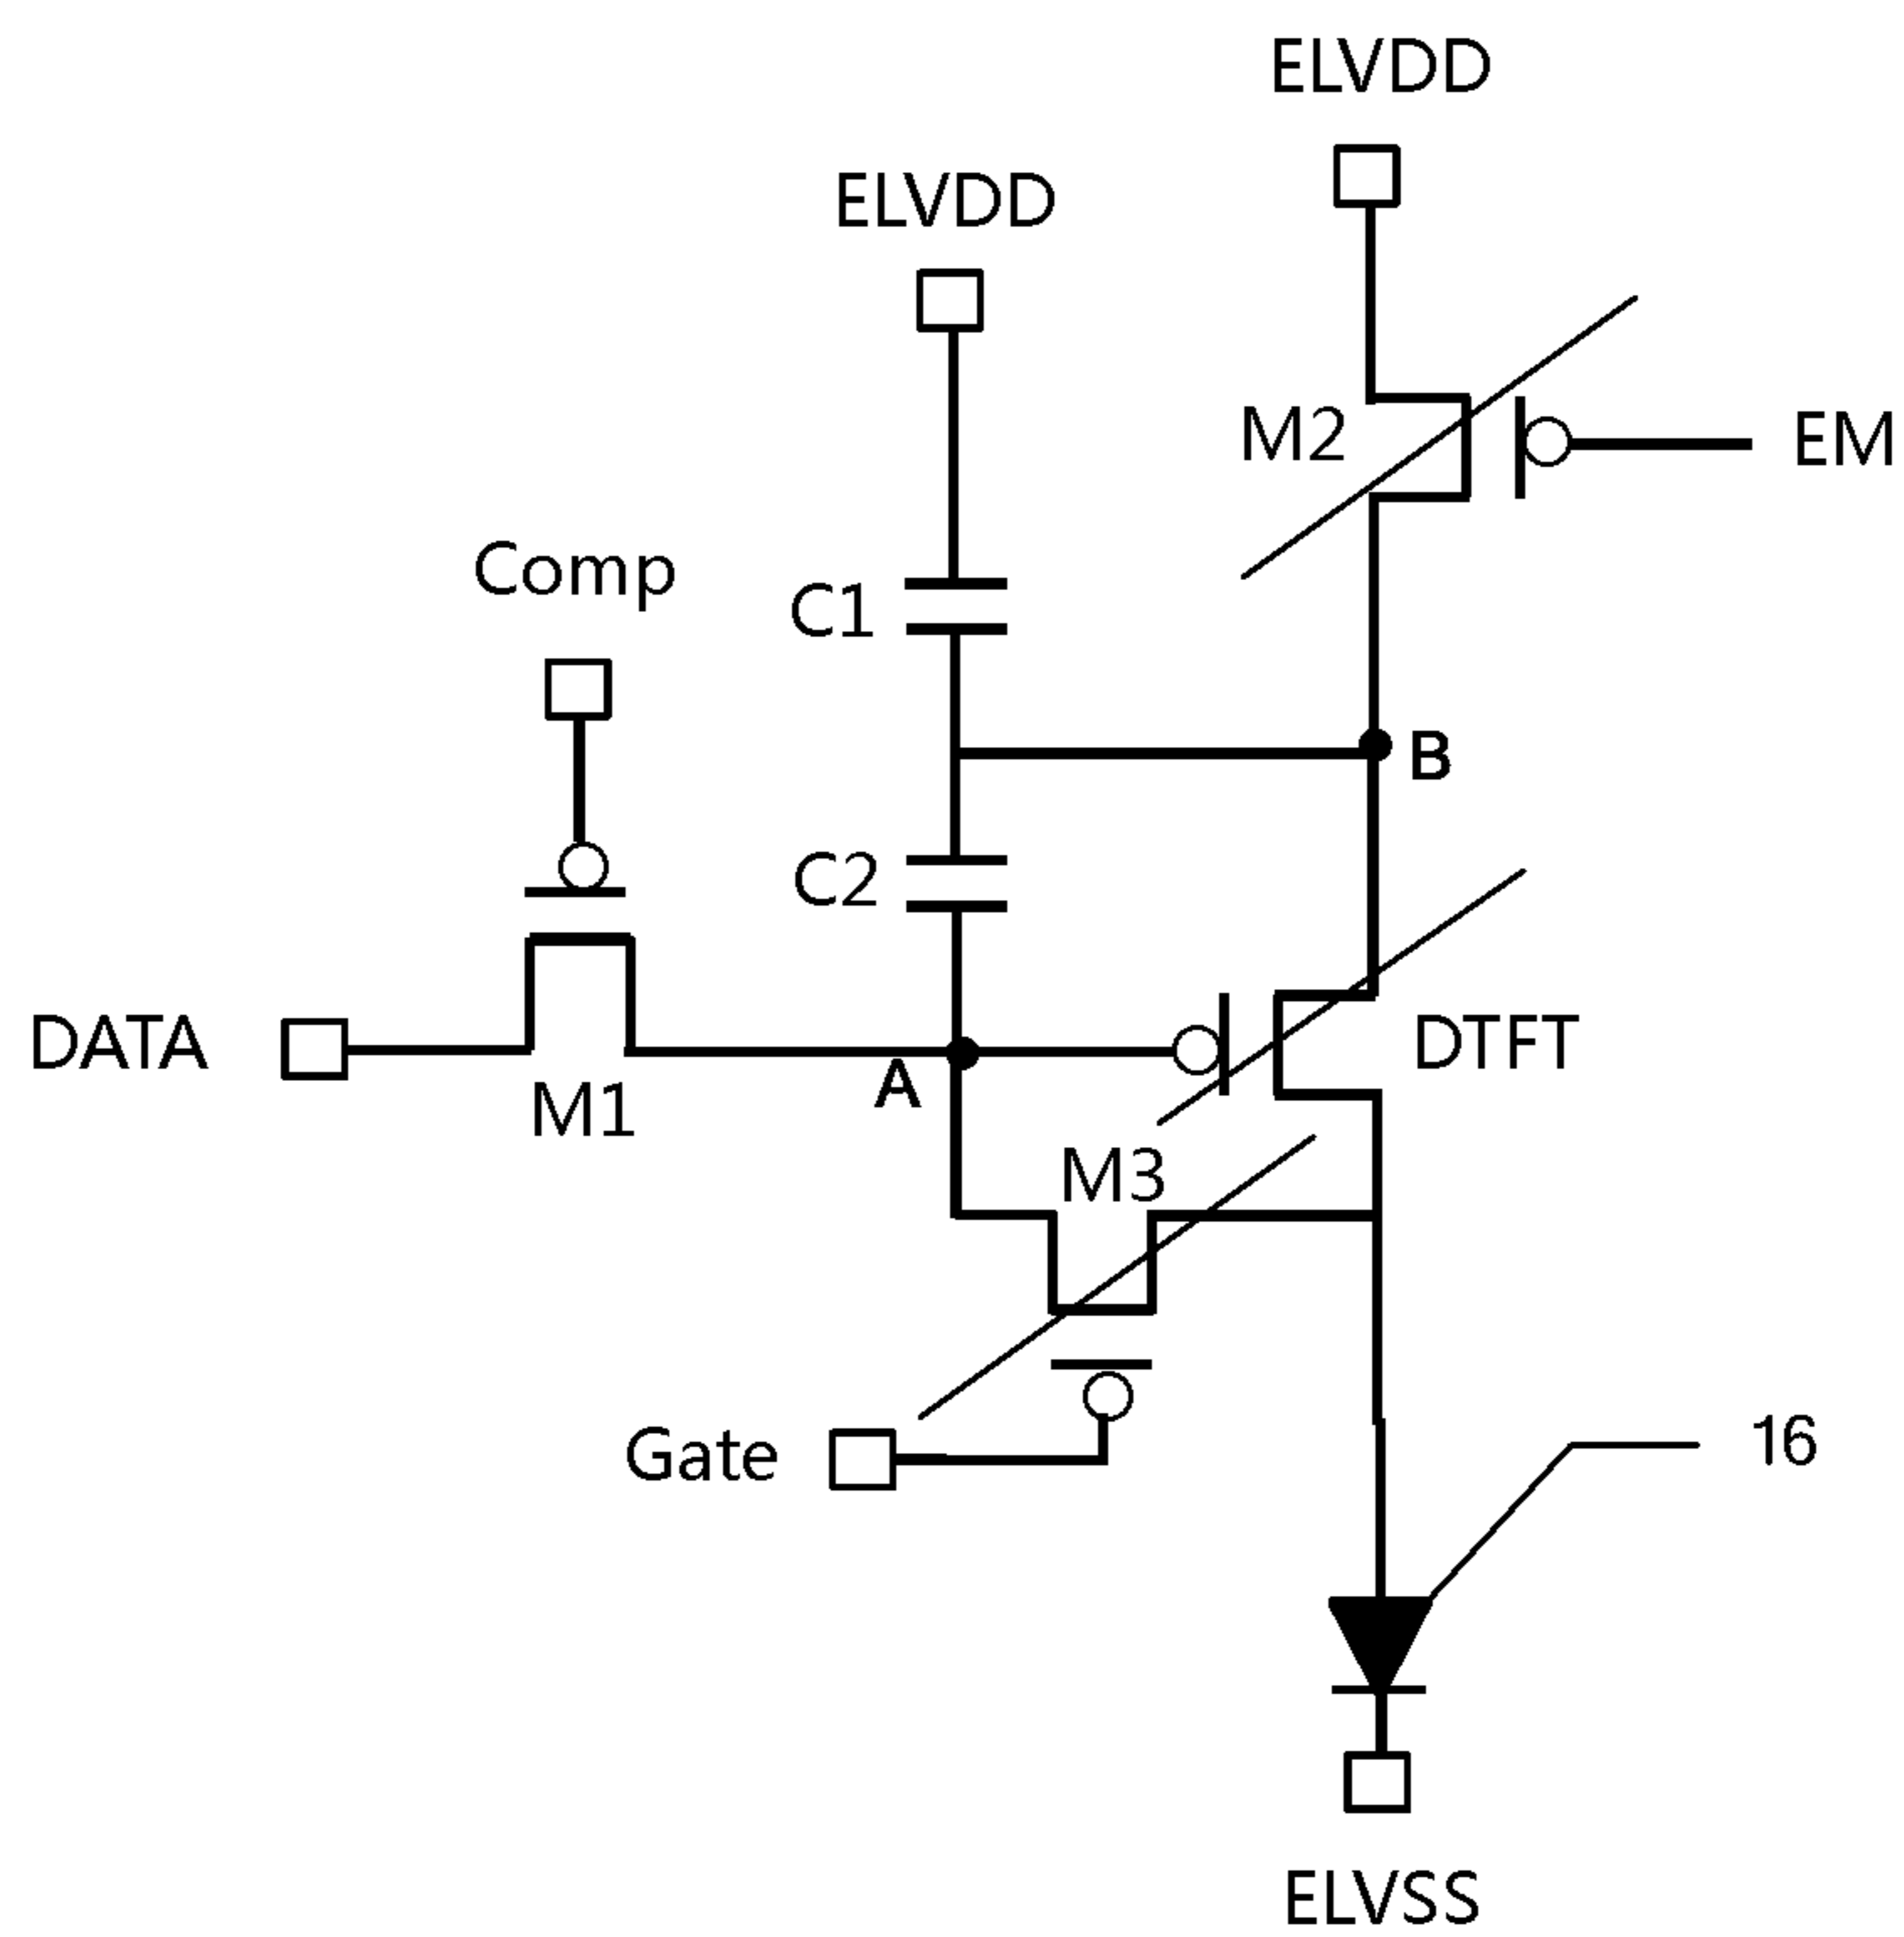 ELVDD
ELVDD
M2
EM
Comp
C1
B
C2
DATA
A
DTFT
M1
M3
Gate
16
ELVSS